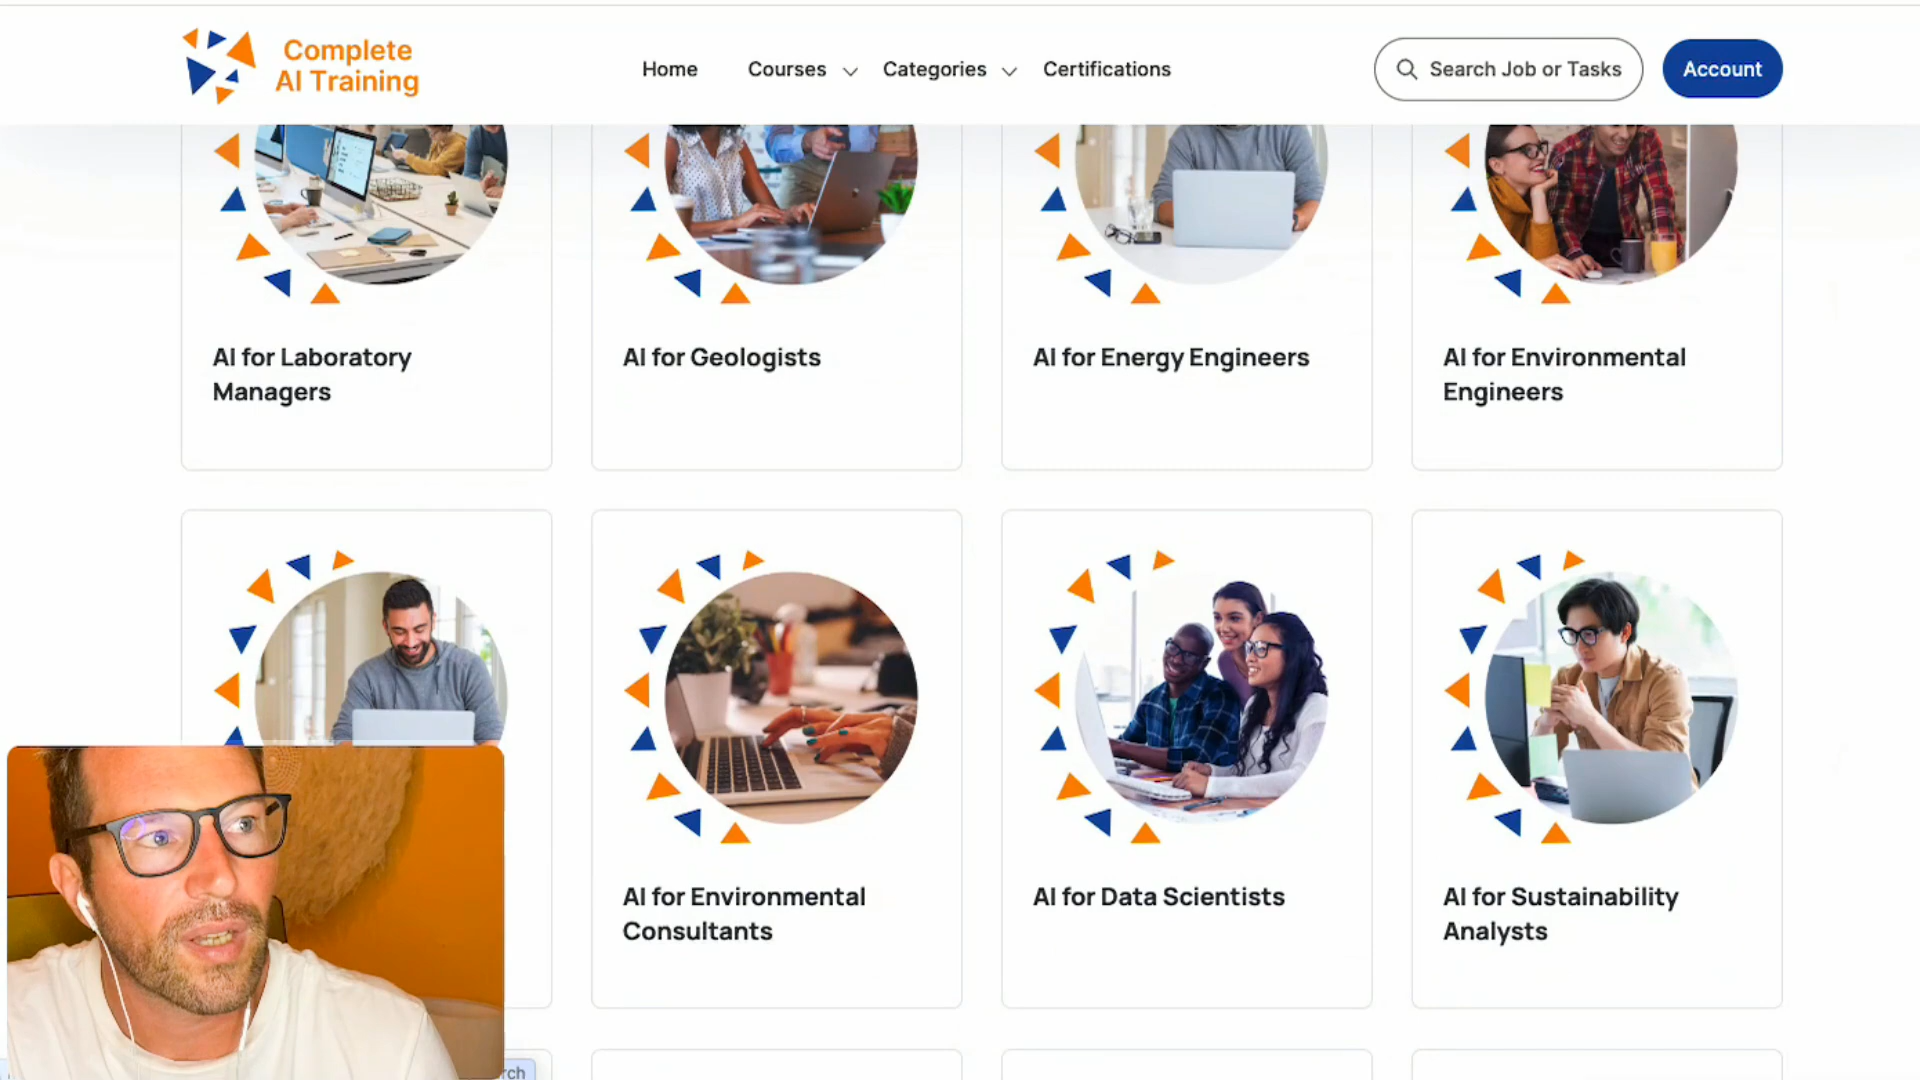 Complete
AI Training
Home
Courses
Categories
Certifications
Search Job or Tasks
Account
AI for Laboratory
Managers
AI for Geologists
AI for Energy Engineers
AI for Environmental
Engineers
AI for Environmental
Consultants
AI for Data Scientists
AI for Sustainability
Analysts
rch